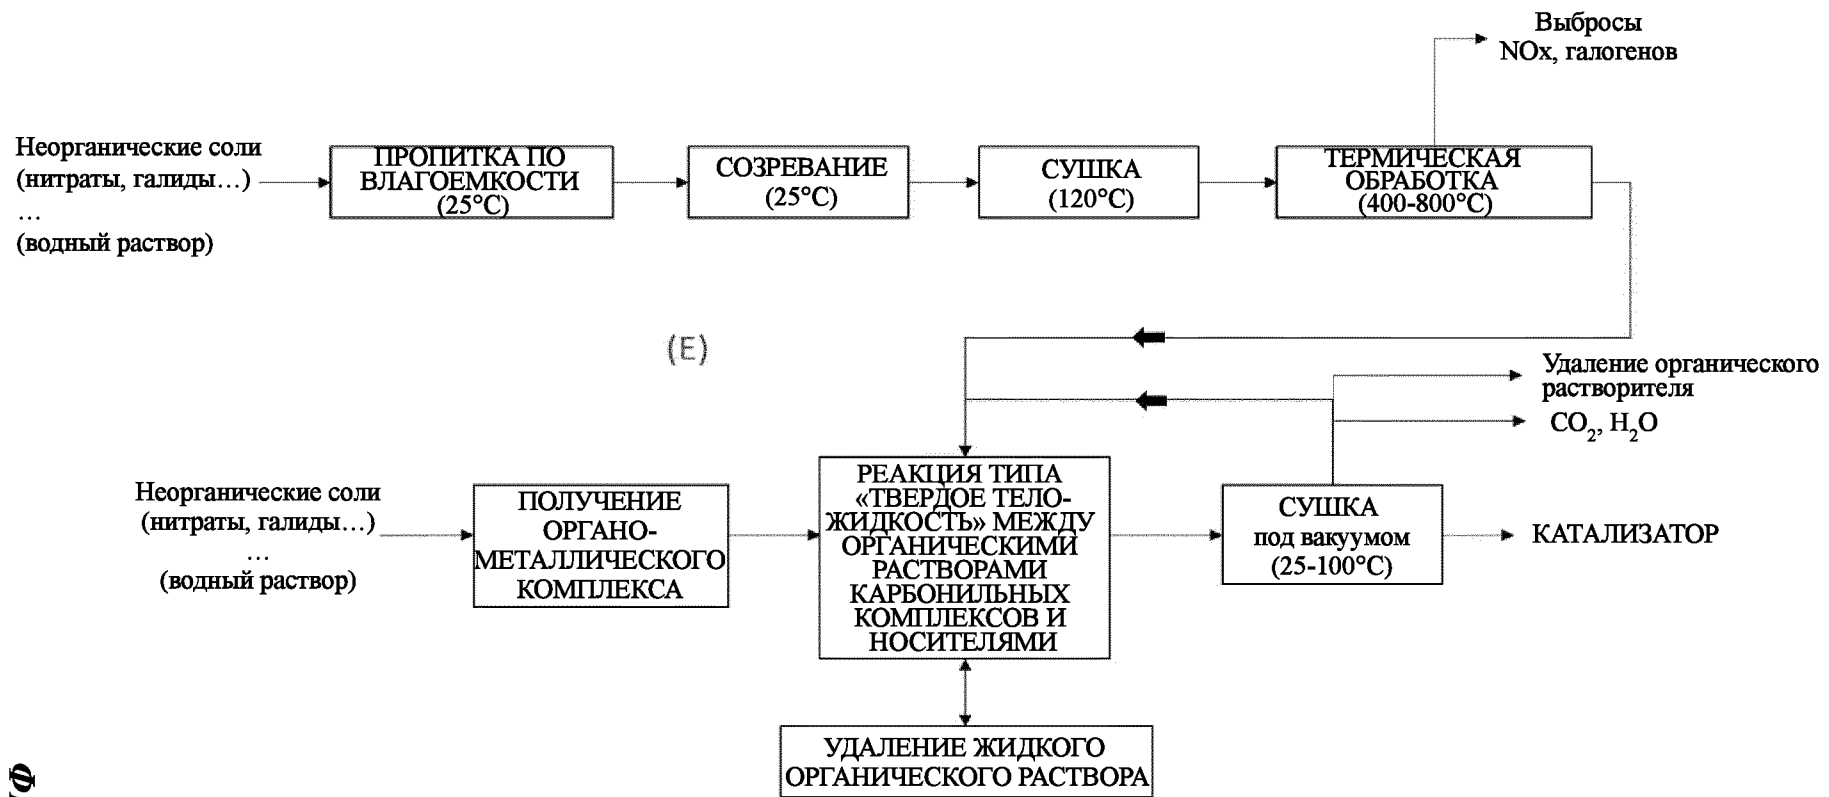 Выбросы
NOx, галогенов
Неорганические соли
(нитраты, галиды…)
…
(водный раствор)
ПРОПИТКА ПО
ВЛАГОЕМКОСТИ
(25°C)
СОЗРЕВАНИЕ
(25°C)
СУШКА
(120°C)
ТЕРМИЧЕСКАЯ
ОБРАБОТКА
(400-800°C)
(E)
Удаление органического
растворителя
CO2, H2O
Неорганические соли
(нитраты, галиды…)
…
(водный раствор)
ПОЛУЧЕНИЕ
ОРГАНО-
МЕТАЛЛИЧЕСКОГО
КОМПЛЕКСА
РЕАКЦИЯ ТИПА
«ТВЕРДОЕ ТЕЛО-
ЖИДКОСТЬ» МЕЖДУ
ОРГАНИЧЕСКИМИ
РАСТВОРАМИ
КАРБОНИЛЬНЫХ
КОМПЛЕКСОВ И
НОСИТЕЛЯМИ
СУШКА
под вакуумом
(25-100°C)
КАТАЛИЗАТОР
УДАЛЕНИЕ ЖИДКОГО
ОРГАНИЧЕСКОГО РАСТВОРА